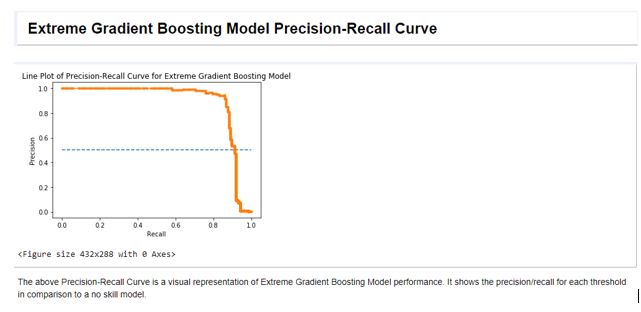 Extreme Gradient Boosting Model Precision-Recall Curve
Line Plot of Precision-Recall Curve for Extreme Gradient Boosting Model
1.0
0.8
0.6
0.4
0.2
0.0
Precision
0.0 0.2 0.4 0.6 0.8 1.0
Recall
<Figure size 432x288 with 0 Axes>
The above Precision-Recall Curve is a visual representation of Extreme Gradient Boosting Model performance. It shows the precision/recall for each threshold
in comparison to a no skill model.